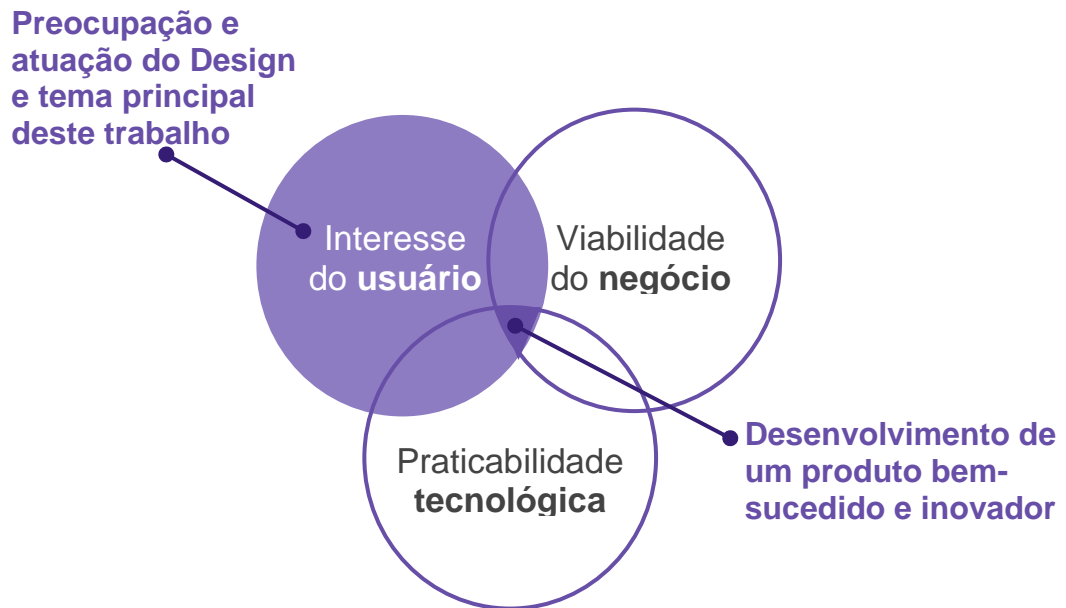 Preocupação e
atuação do Design
e tema principal
deste trabalho
Interesse
do usuário
Viabilidade
do negócio
Praticabilidade
tecnológica
Desenvolvimento de
um produto bem-
sucedido e inovador